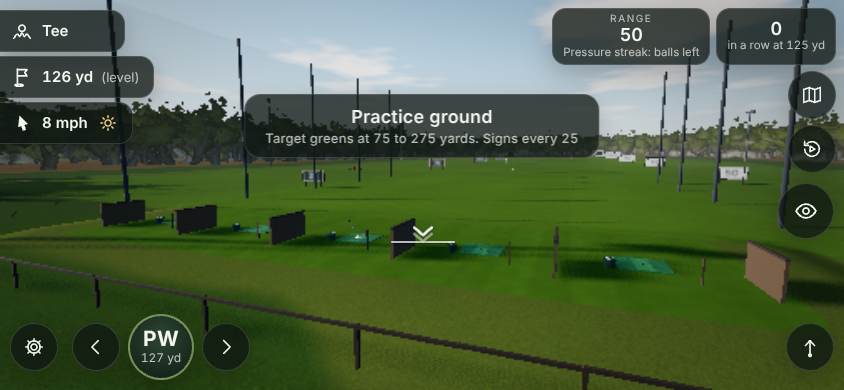 Tee
126 yd (level)
8 mph
RANGE
50
Pressure streak: balls left
0
in a row at 125 yd
Practice ground
Target greens at 75 to 275 yards. Signs every 25
PW
127 yd